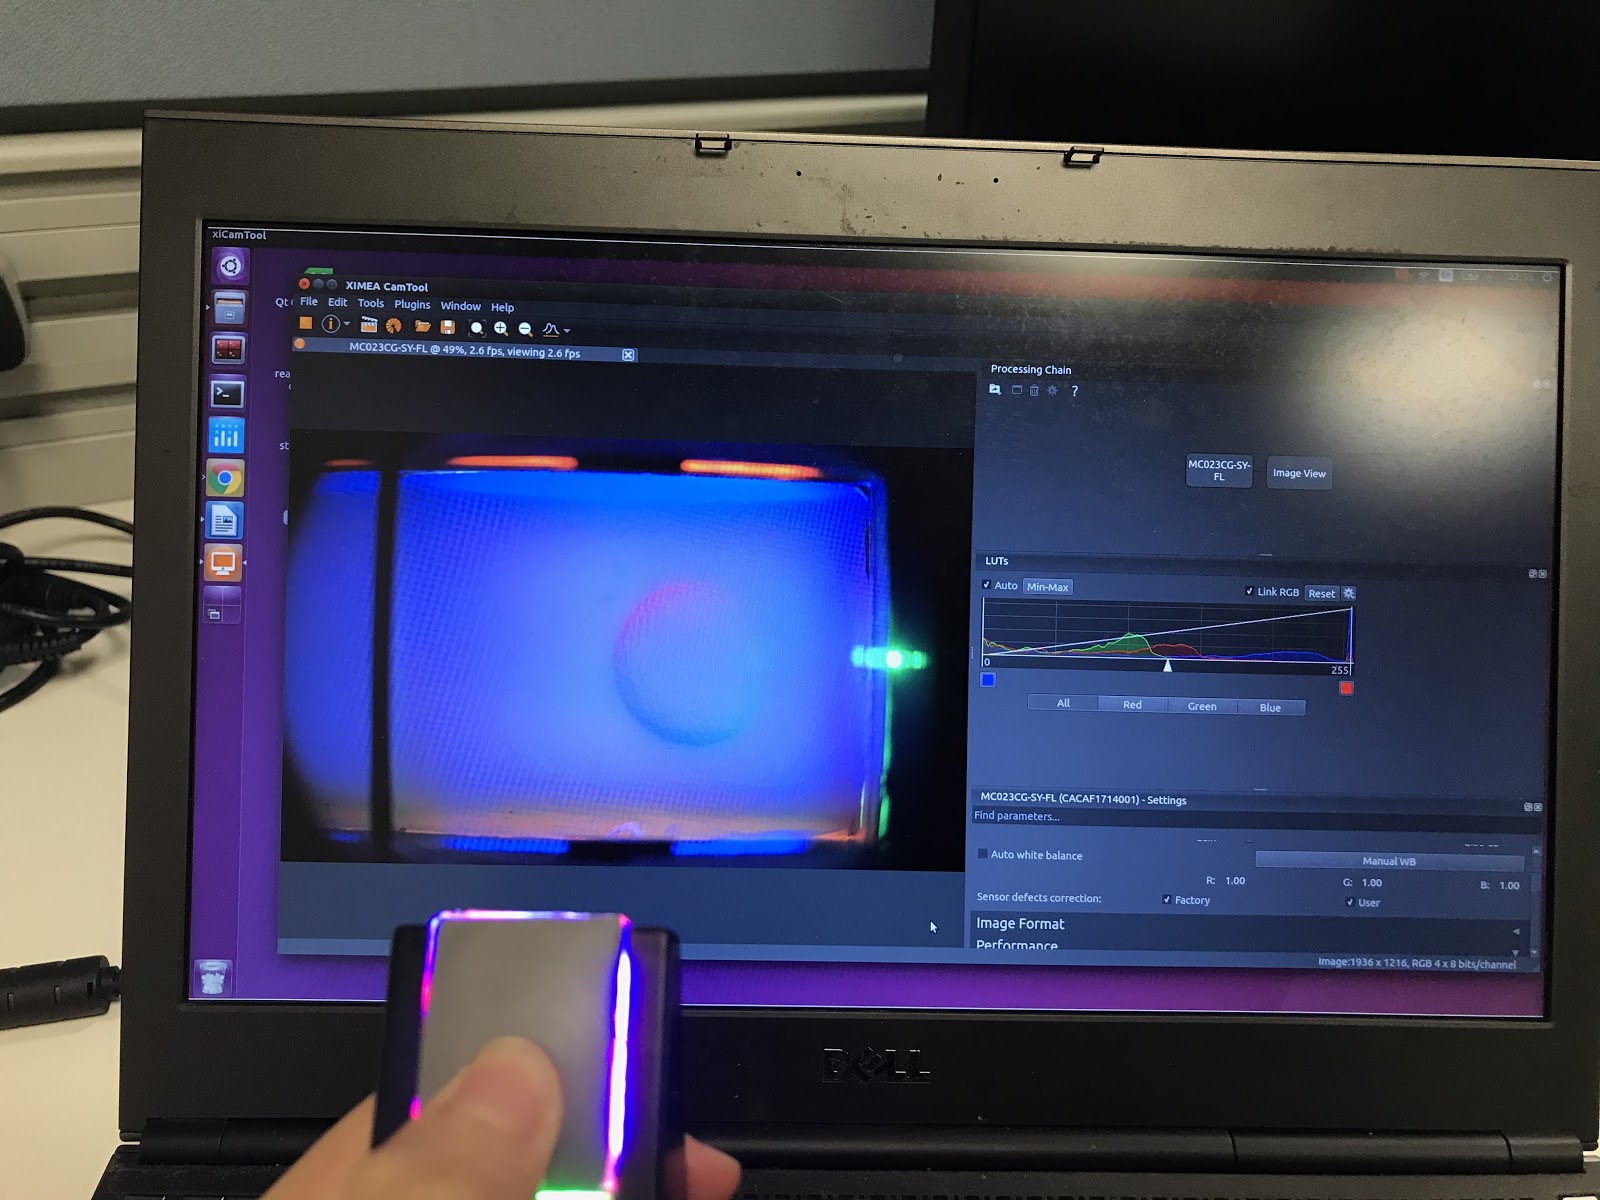 xiCamTool
XIMEA CamTool
Qt
File Edit Tools Plugins Window Help
MC023CG-SY-FL @ 49%, 2.6 fps, viewing 2.6 fps
rea
st
Processing Chain
?
MC023CG-SY-
FL
Image View
LUTs
Auto Min-Max Link RGB Reset
0 255
All Red Green Blue
MC023CG-SY-FL (CACAF1714001) - Settings
Find parameters...
Auto white balance Manual WB
R: 1.00 G: 1.00 B: 1.00
Sensor defects correction: Factory User
Image Format
Performance
Image:1936 x 1216, RGB 4 x 8 bits/channel
DELL